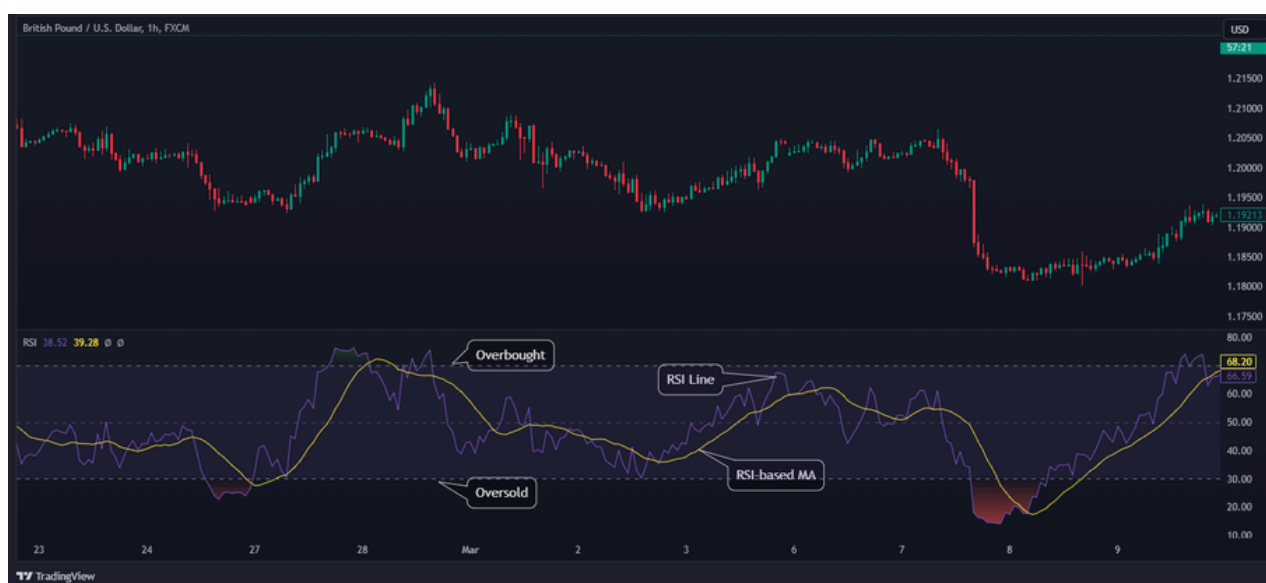 British Pound / U.S. Dollar, 1h, FXCM
USD
57:21
1.21500
1.21000
1.20500
1.20000
1.19500
1.19213
1.19000
1.18500
1.18000
1.17500
RSI 38.52 39.28 Ø Ø
80.00
Overbought
68.20
66.59
RSI Line
60.00
50.00
40.00
RSI-based MA
30.00
Oversold
20.00
10.00
23 24 27 28 Mar 2 3 6 7 8 9
TradingView